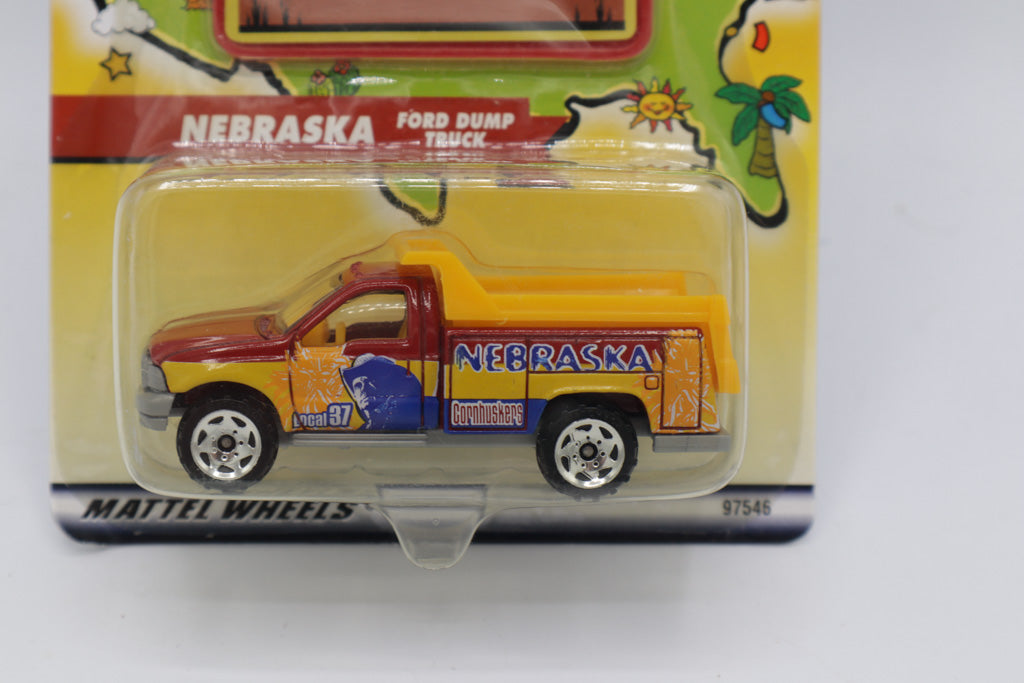 NEBRASKA
FORD DUMP
TRUCK
NEBRASKA
Local 37
Cornhuskers
MATTEL WHEELS
97546